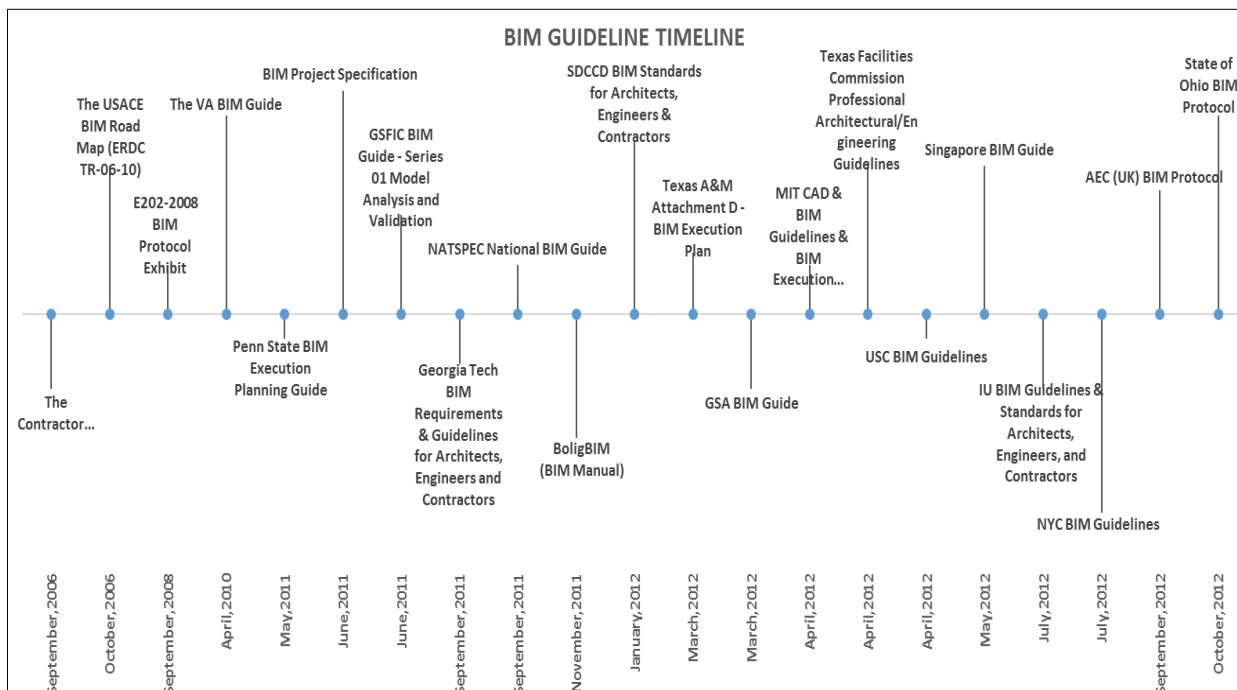 BIM GUIDELINE TIMELINE
The
Contractor...
The USACE
BIM Road
Map (ERDC
TR-06-10)
E202-2008
BIM
Protocol
Exhibit
The VA BIM Guide
Penn State BIM
Execution
Planning Guide
BIM Project Specification
GSFIC BIM
Guide - Series
01 Model
Analysis and
Validation
Georgia Tech
BIM
Requirements
& Guidelines
for Architects,
Engineers and
Contractors
NATSPEC National BIM Guide
BoligBIM
(BIM Manual)
SDCCD BIM Standards
for Architects,
Engineers &
Contractors
Texas A&M
Attachment D -
BIM Execution
Plan
GSA BIM Guide
MIT CAD &
BIM
Guidelines &
BIM
Execution...
Texas Facilities
Commission
Professional
Architectural/En
gineering
Guidelines
USC BIM Guidelines
Singapore BIM Guide
IU BIM Guidelines &
Standards for
Architects,
Engineers, and
Contractors
NYC BIM Guidelines
AEC (UK) BIM Protocol
State of
Ohio BIM
Protocol
September,2006
October,2006
September,2008
April,2010
May,2011
June,2011
June,2011
September,2011
September,2011
November,2011
January,2012
March,2012
March,2012
April,2012
April,2012
April,2012
May,2012
July,2012
July,2012
September,2012
October,2012